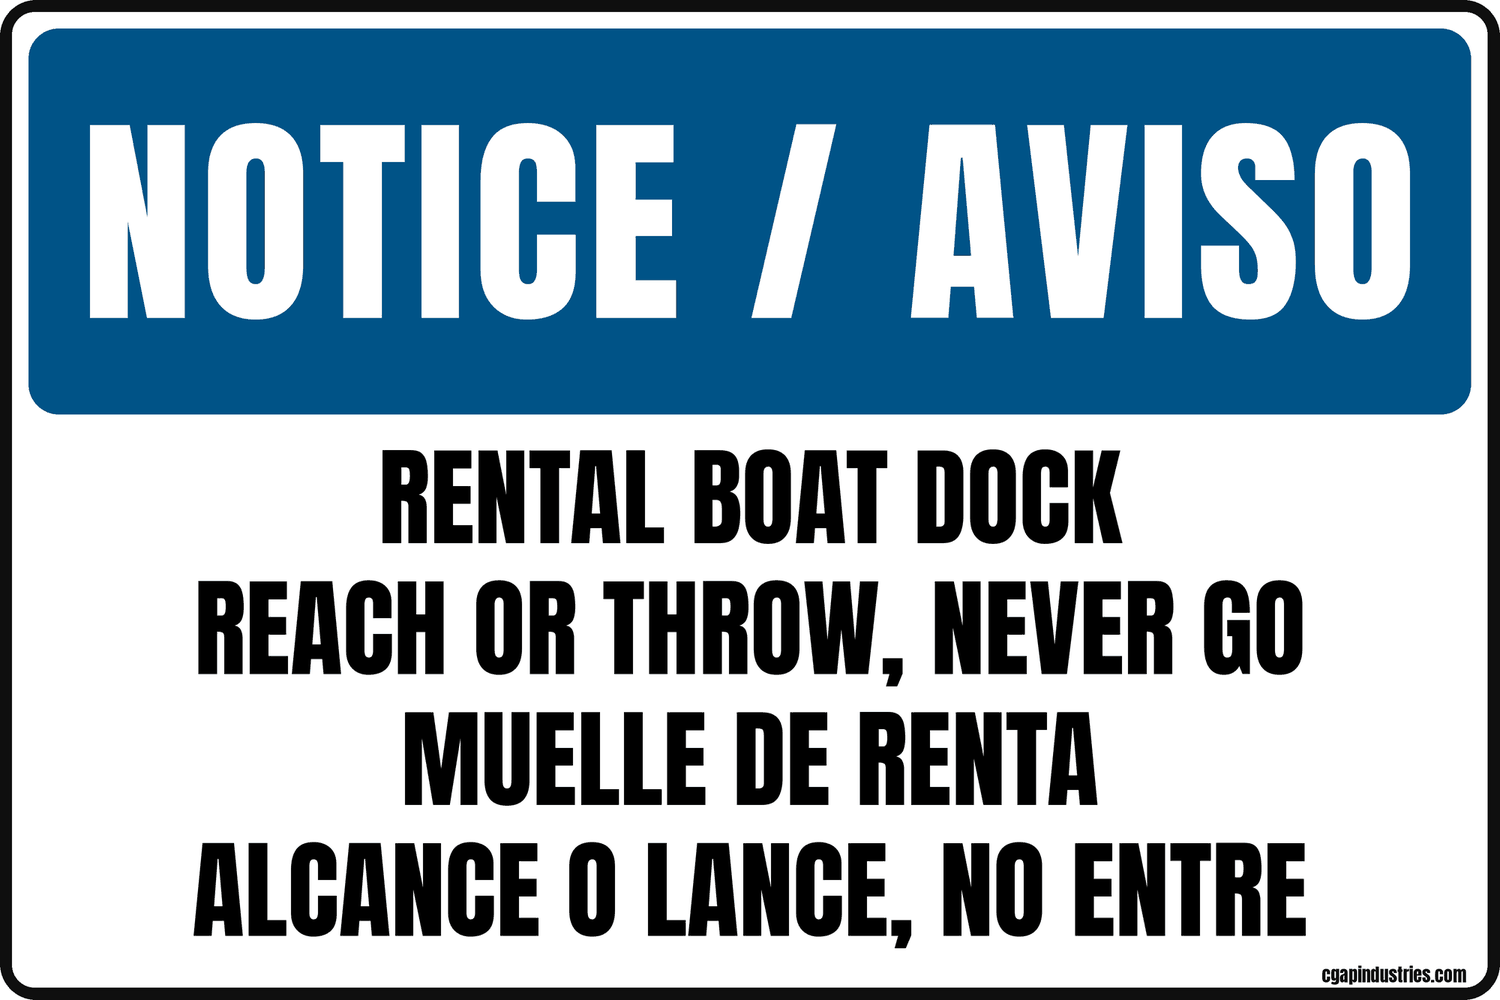 NOTICE / AVISO
RENTAL BOAT DOCK
REACH OR THROW, NEVER GO
MUELLE DE RENTA
ALCANCE O LANCE, NO ENTRE
cgapindustries.com